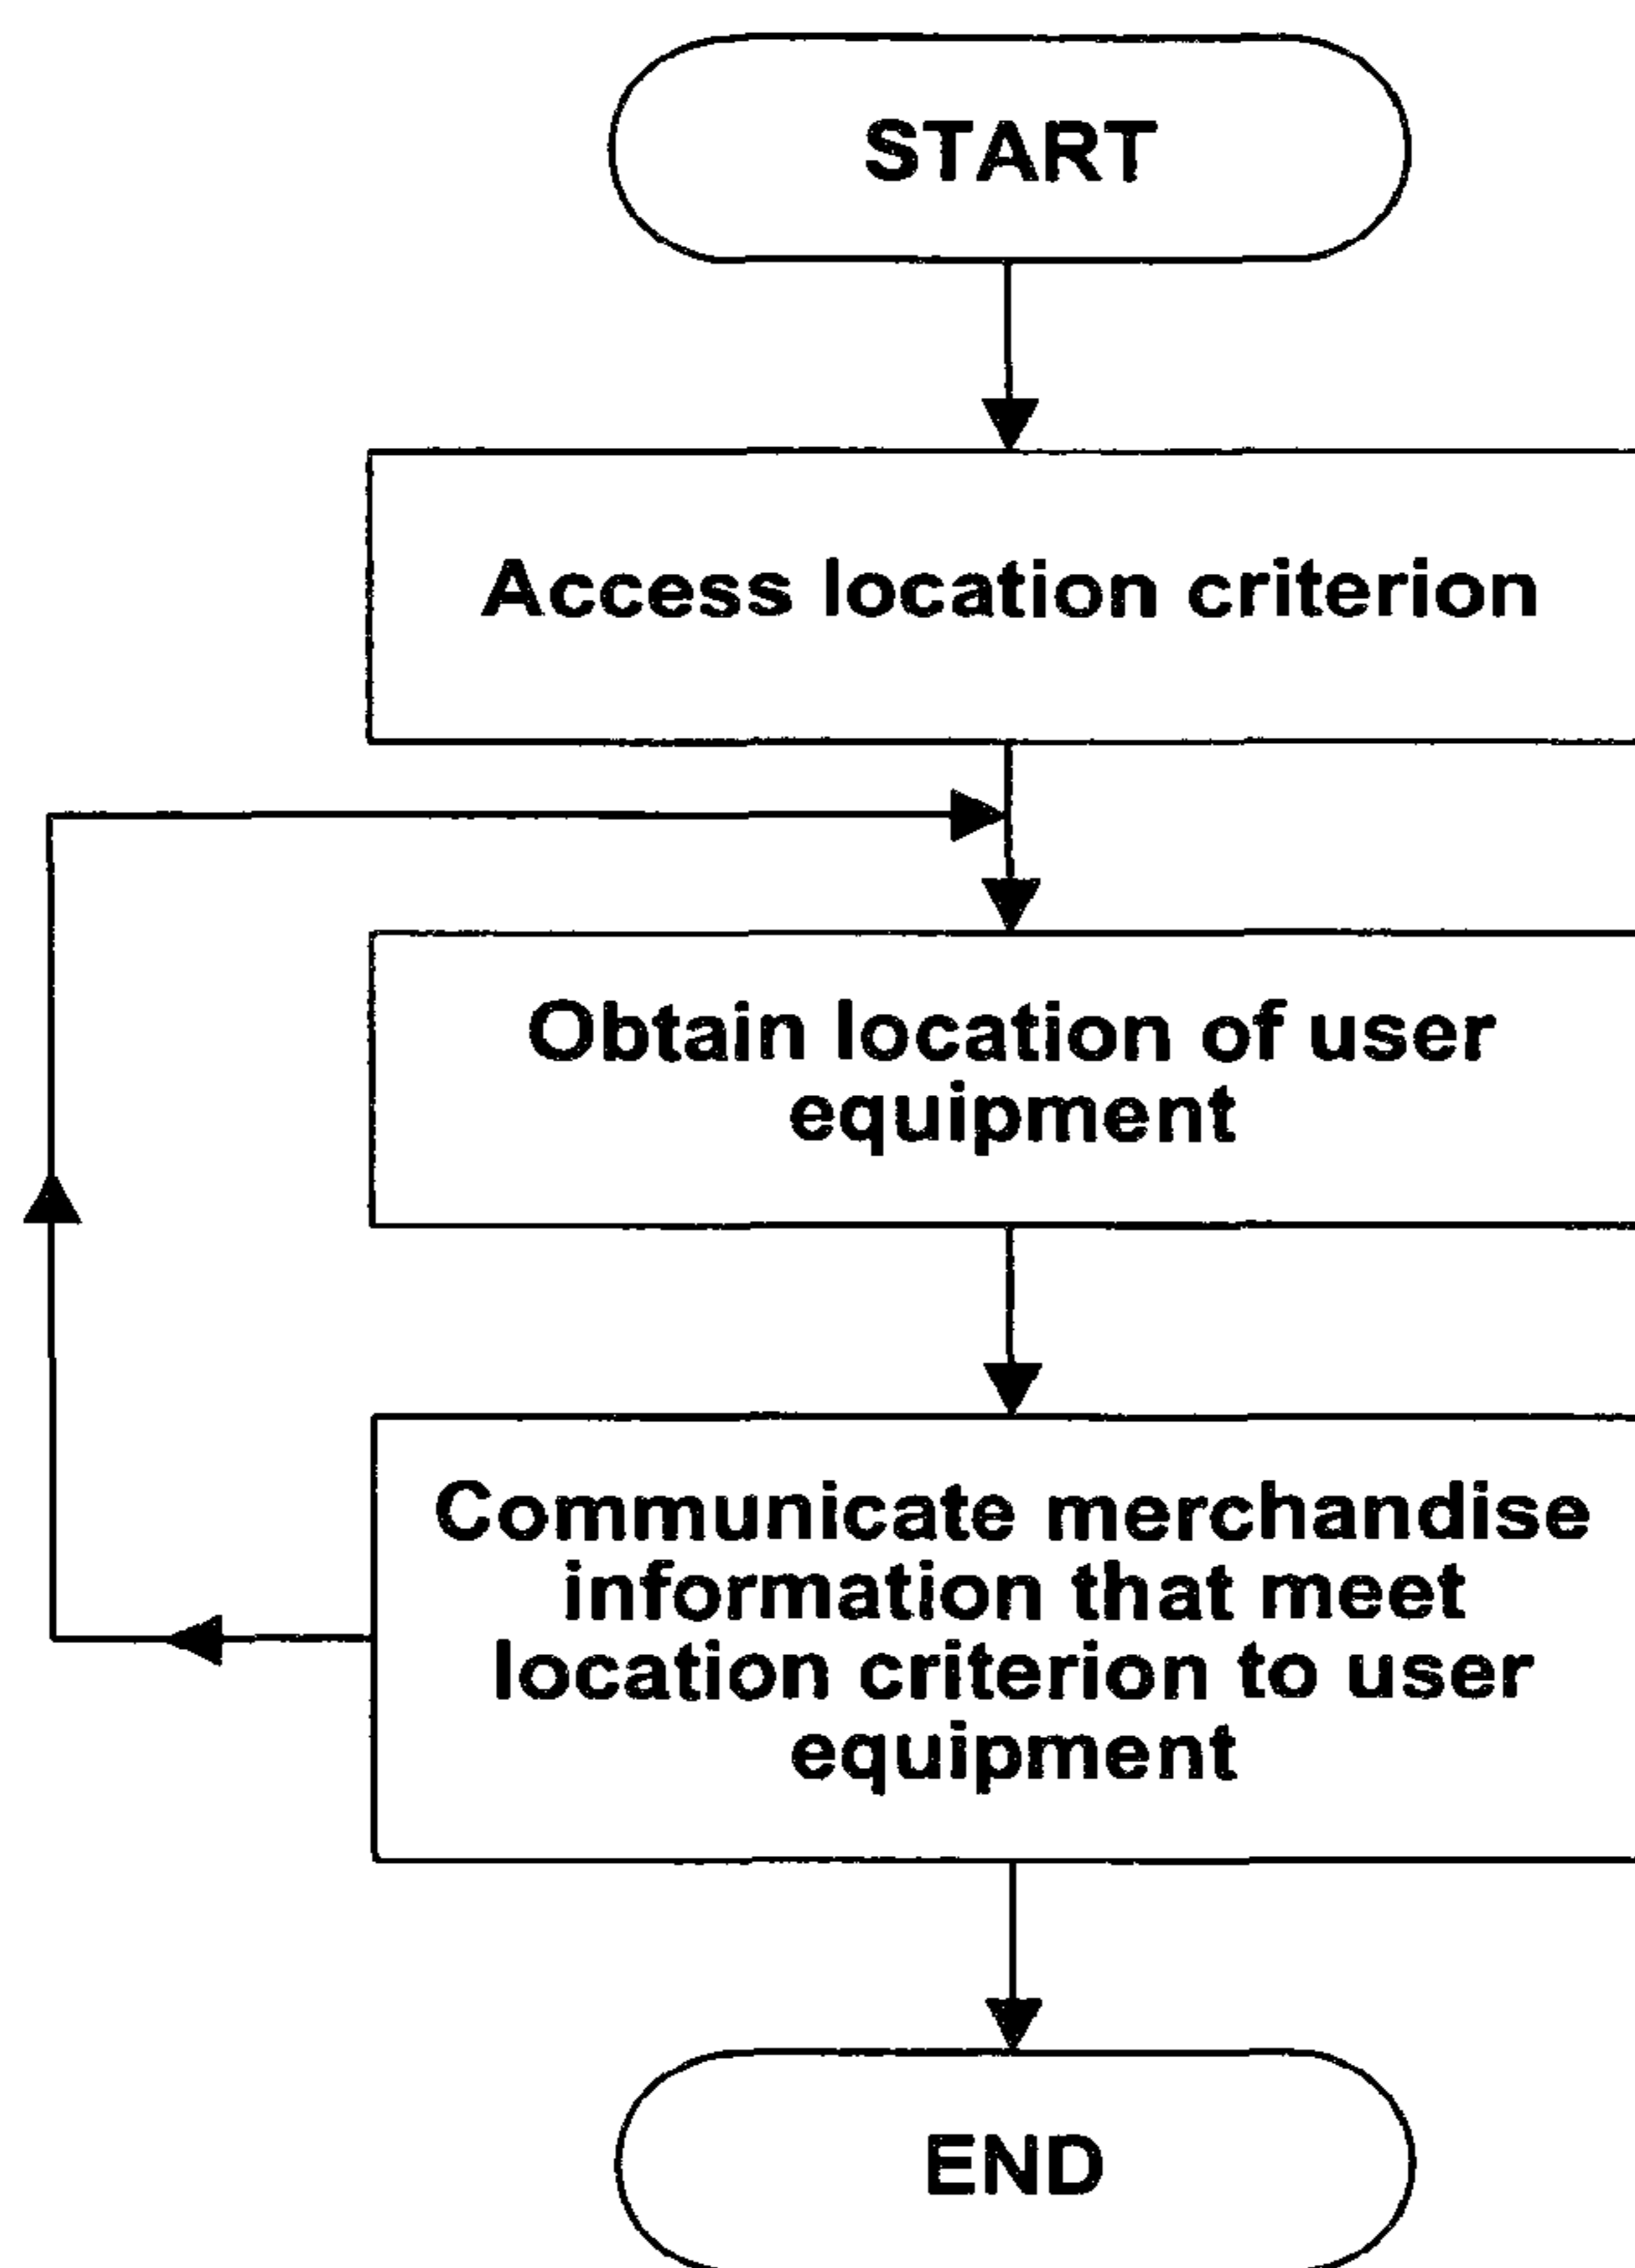 START
Access location criterion
Obtain location of user
equipment
Communicate merchandise
information that meet
location criterion to user
equipment
END